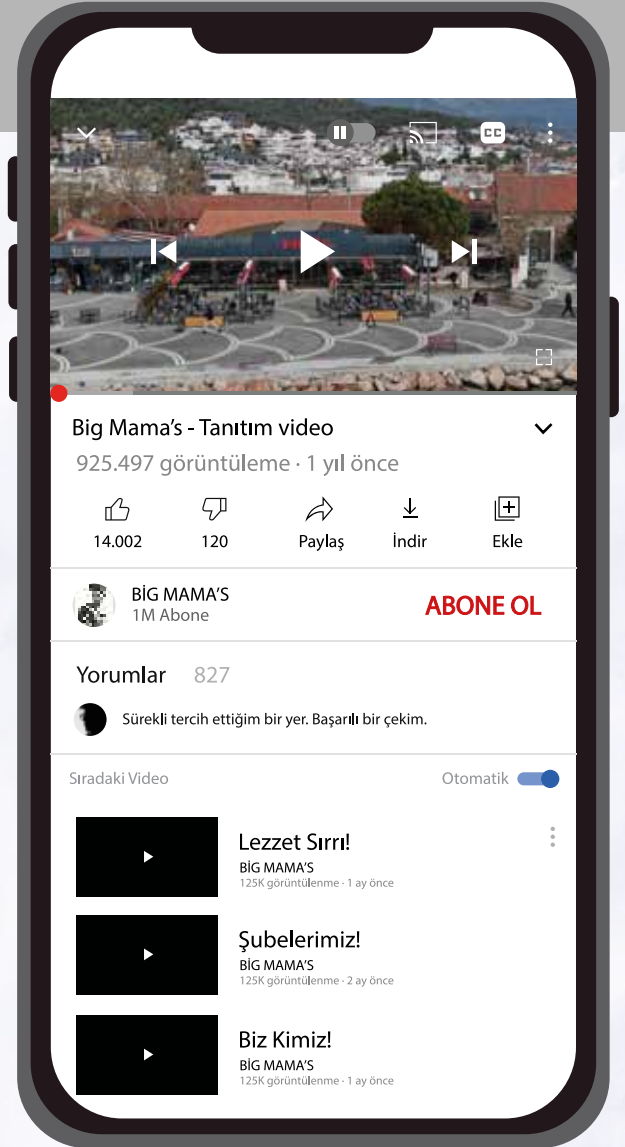 CC
Big Mama's - Tanıtım video
925.497 görüntüleme · 1 yıl önce
14.002 120 Paylaş İndir Ekle
BİG MAMA'S
1M Abone
ABONE OL
Yorumlar 827
Sürekli tercih ettiğim bir yer. Başarılı bir çekim.
Sıradaki Video Otomatik
Lezzet Sırrı!
BİG MAMA'S
125K görüntülenme · 1 ay önce
Şubelerimiz!
BİG MAMA'S
125K görüntülenme · 2 ay önce
Biz Kimiz!
BİG MAMA'S
125K görüntülenme · 1 ay önce